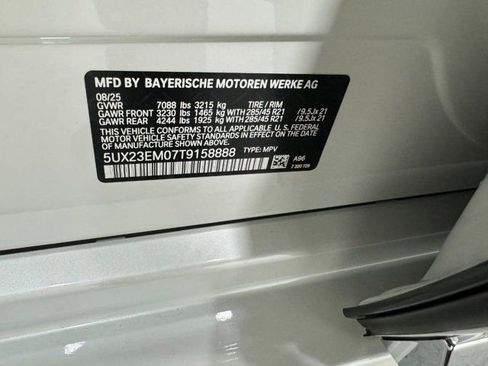 MFD BY BAYERISCHE MOTOREN WERKE AG
08/25
GVWR 7088 lbs 3215 kg TIRE / RIM
GAWR FRONT 3230 lbs 1465 kg WITH 285/45 R21 /9.5Jx 21
GAWR REAR 4244 lbs 1925 kg WITH 285/45 R21 /9.5Jx 21
THIS VEHICLE CONFORMS TO ALL APPLICABLE U.S. FEDERAL
MOTOR VEHICLE SAFETY STANDARDS IN EFFECT ON THE DATE
OF MANUFACTURE SHOWN ABOVE.
5UX23EM07T9158888 TYPE: MPV
A96